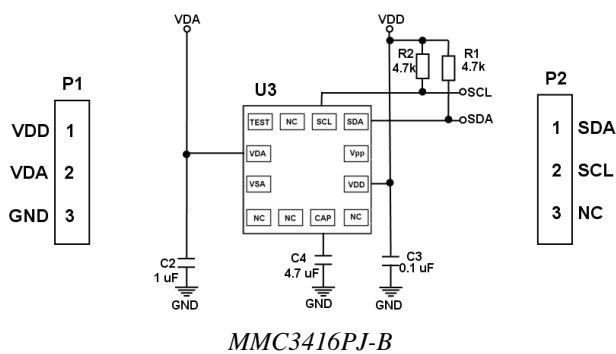 VDA
VDD
R2
4.7k
R1
4.7k
P1
U3
P2
SCL
SDA
VDD 1
VDA 2
GND 3
TEST NC SCL SDA
VDA Vpp
VSA VDD
NC NC CAP NC
1 SDA
2 SCL
3 NC
C2
1 uF
GND
C4
4.7 uF
GND
C3
0.1 uF
GND
MMC3416PJ-B